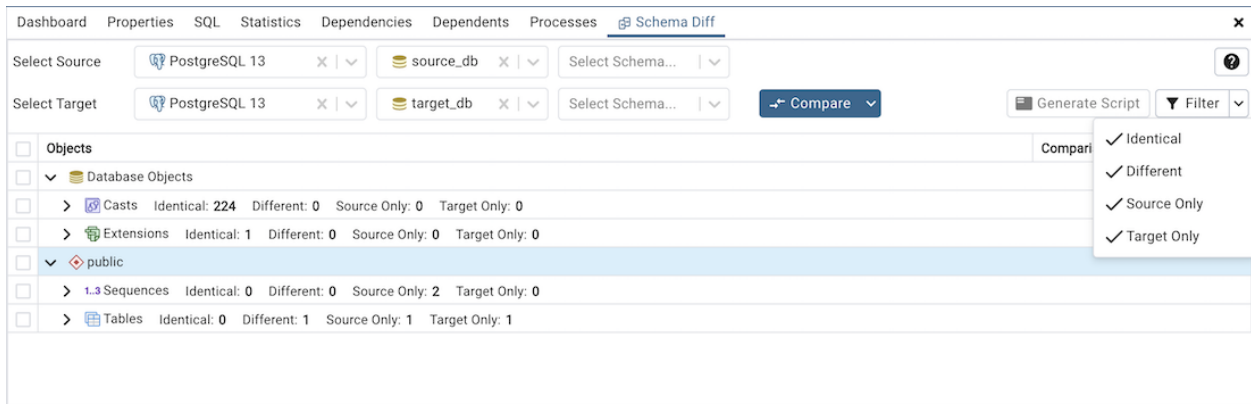 Dashboard Properties SQL Statistics Dependencies Dependents Processes Schema Diff
Select Source PostgreSQL 13 source_db Select Schema...
Select Target PostgreSQL 13 target_db Select Schema... Compare Generate Script Filter
Objects Compari
Identical
Different
Source Only
Target Only
Database Objects
Casts Identical: 224 Different: 0 Source Only: 0 Target Only: 0
Extensions Identical: 1 Different: 0 Source Only: 0 Target Only: 0
public
1..3 Sequences Identical: 0 Different: 0 Source Only: 2 Target Only: 0
Tables Identical: 0 Different: 1 Source Only: 1 Target Only: 1